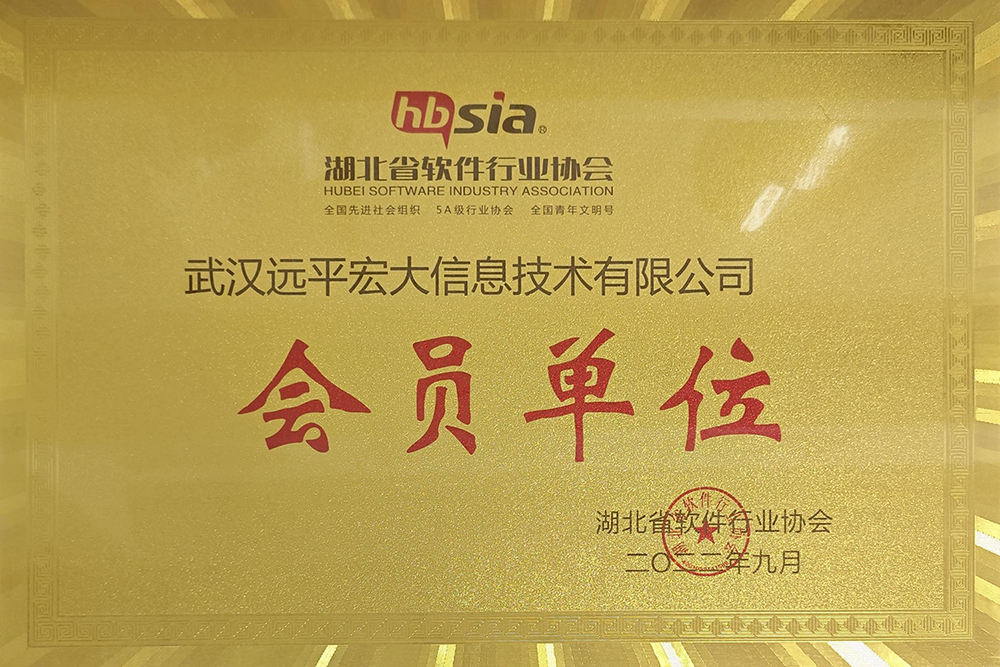 hbsia®
湖北省软件行业协会
HUBEI SOFTWARE INDUSTRY ASSOCIATION
全国先进社会组织 5A级行业协会 全国青年文明号
武汉远平宏大信息技术有限公司
会员单位
湖北省软件行业协会
二〇二二年九月